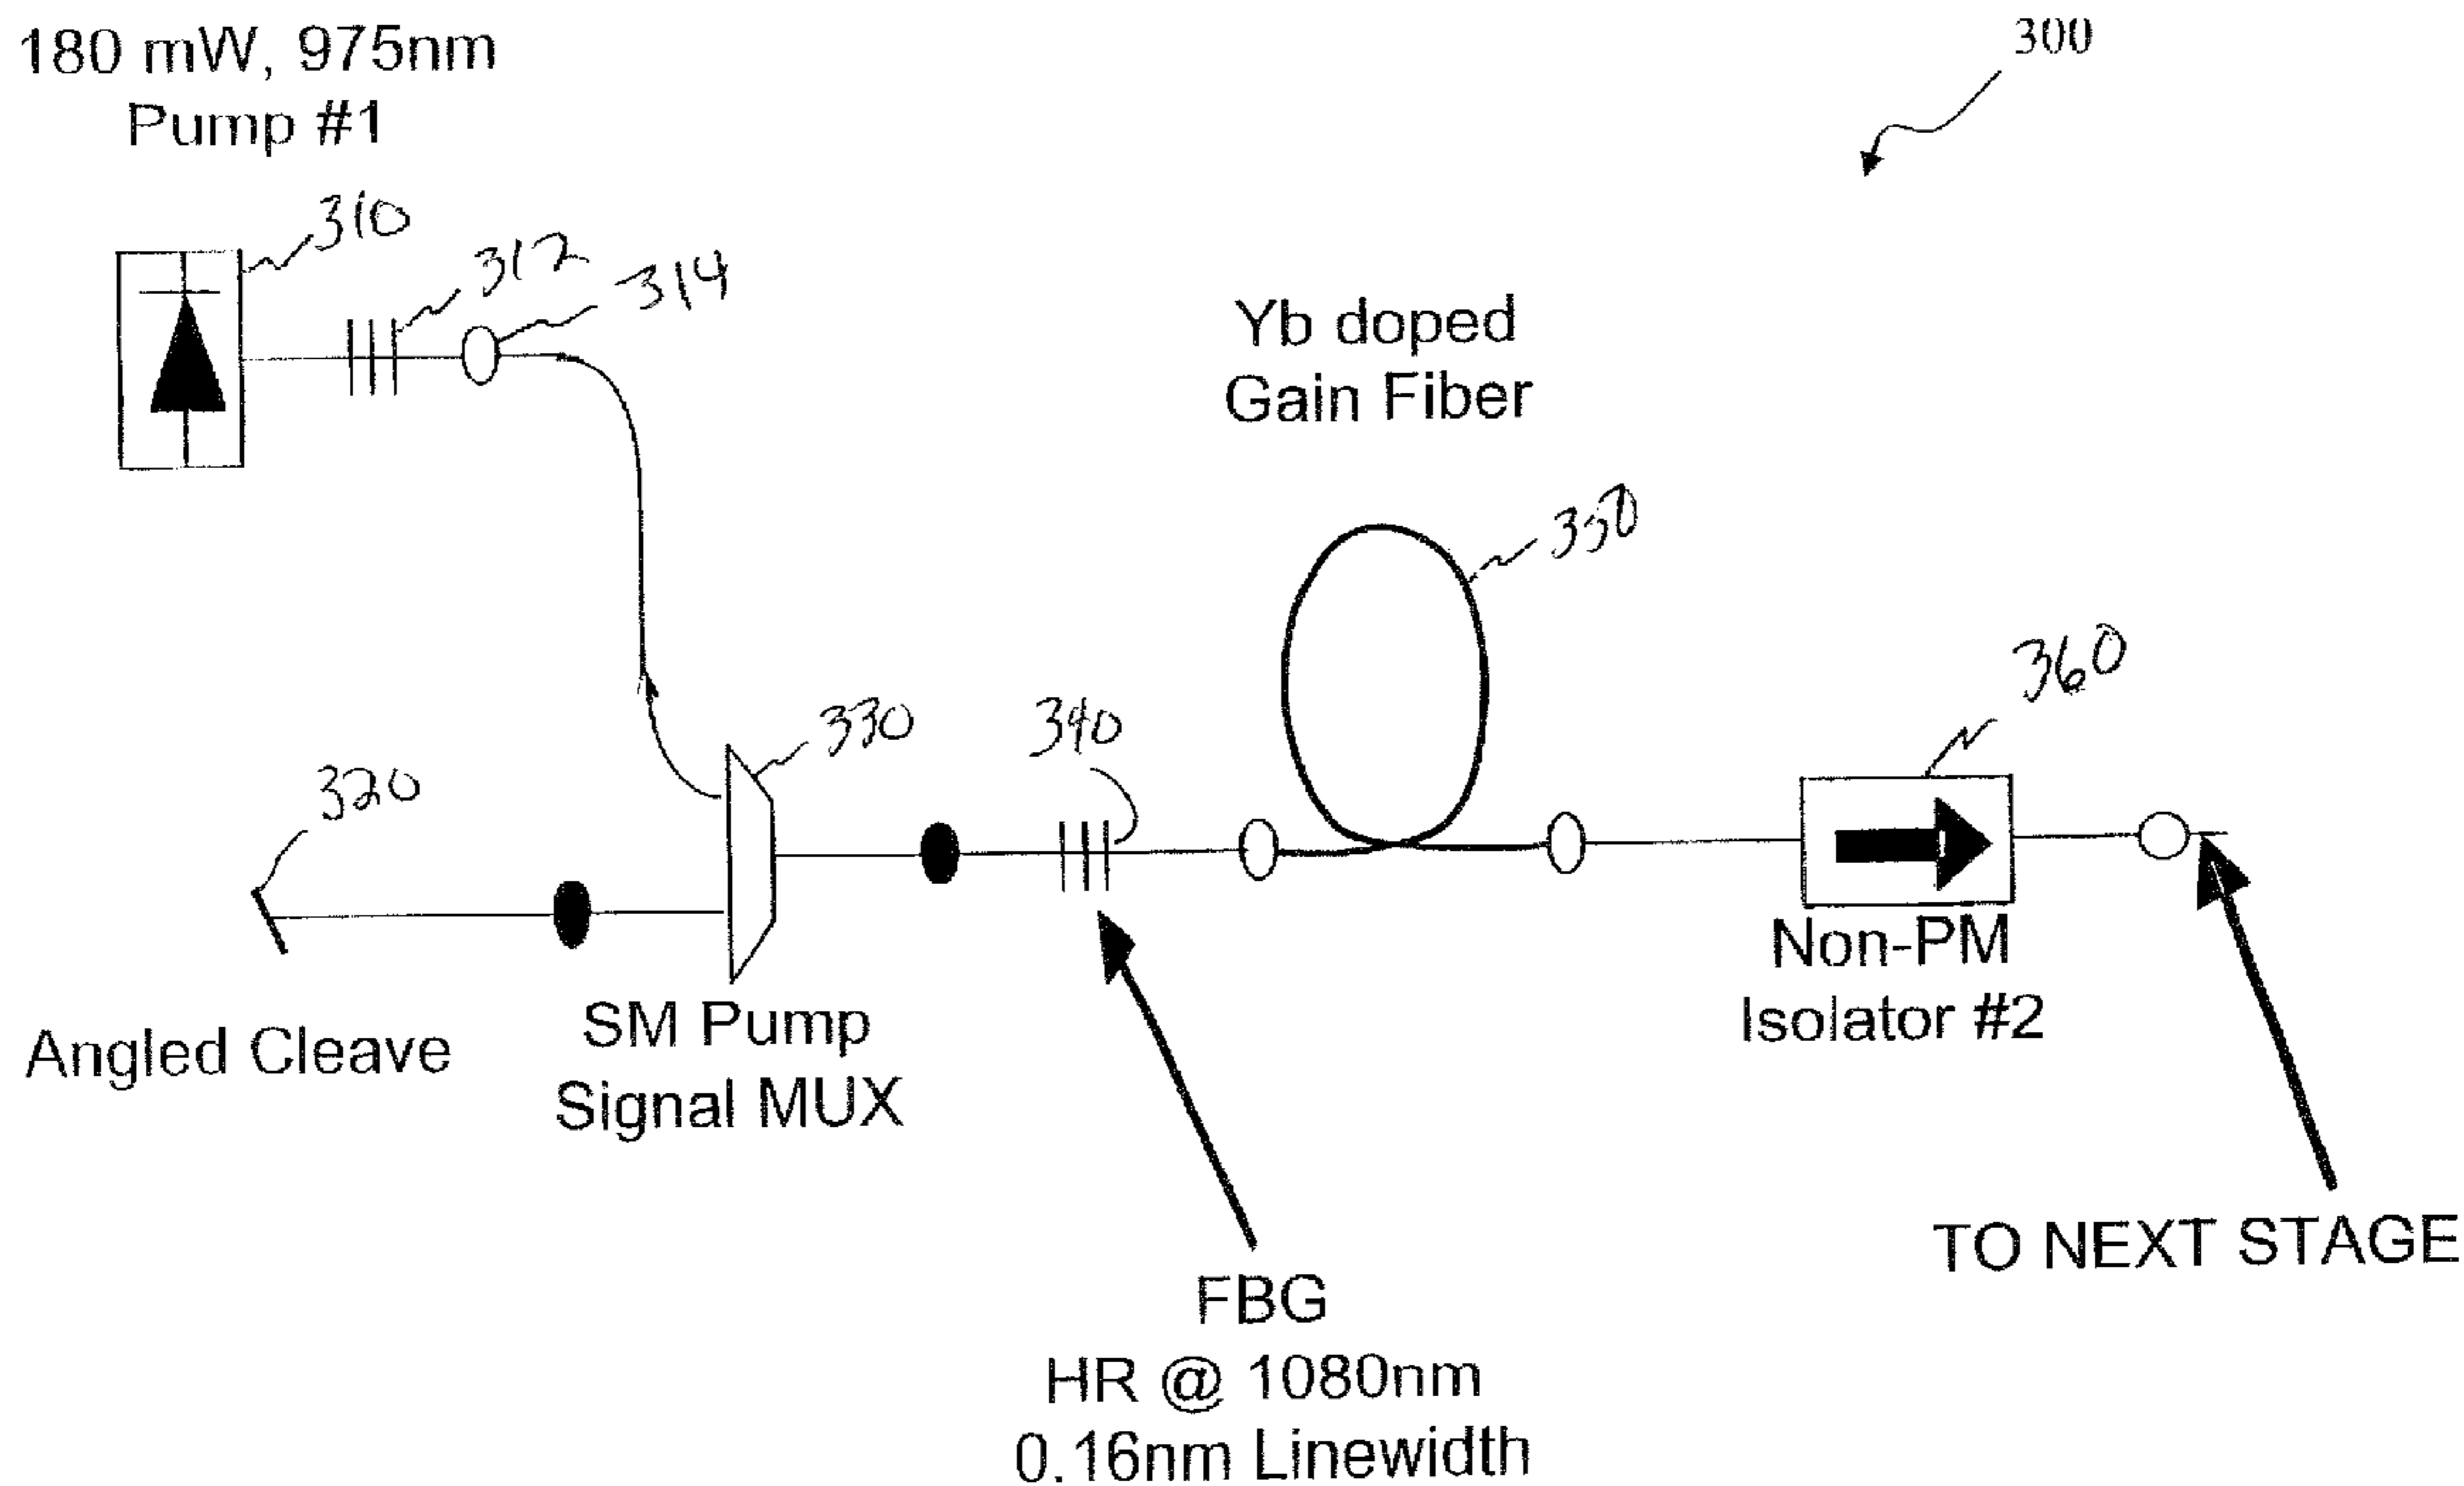 180 mW, 975nm
Pump #1
300
310
312
314
Yb doped
Gain Fiber
350
360
330
340
320
Non-PM
Isolator #2
SM Pump
Signal MUX
Angled Cleave
TO NEXT STAGE
FBG
HR @ 1080nm
0.16nm Linewidth